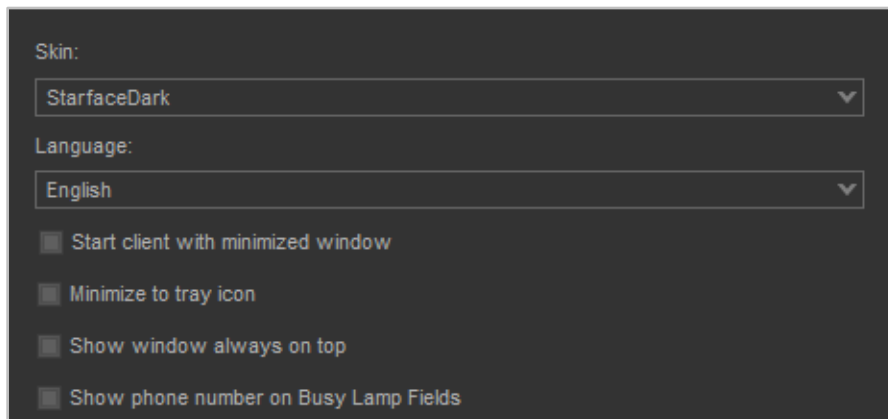 Skin:
StarfaceDark
Language:
English
Start client with minimized window
Minimize to tray icon
Show window always on top
Show phone number on Busy Lamp Fields